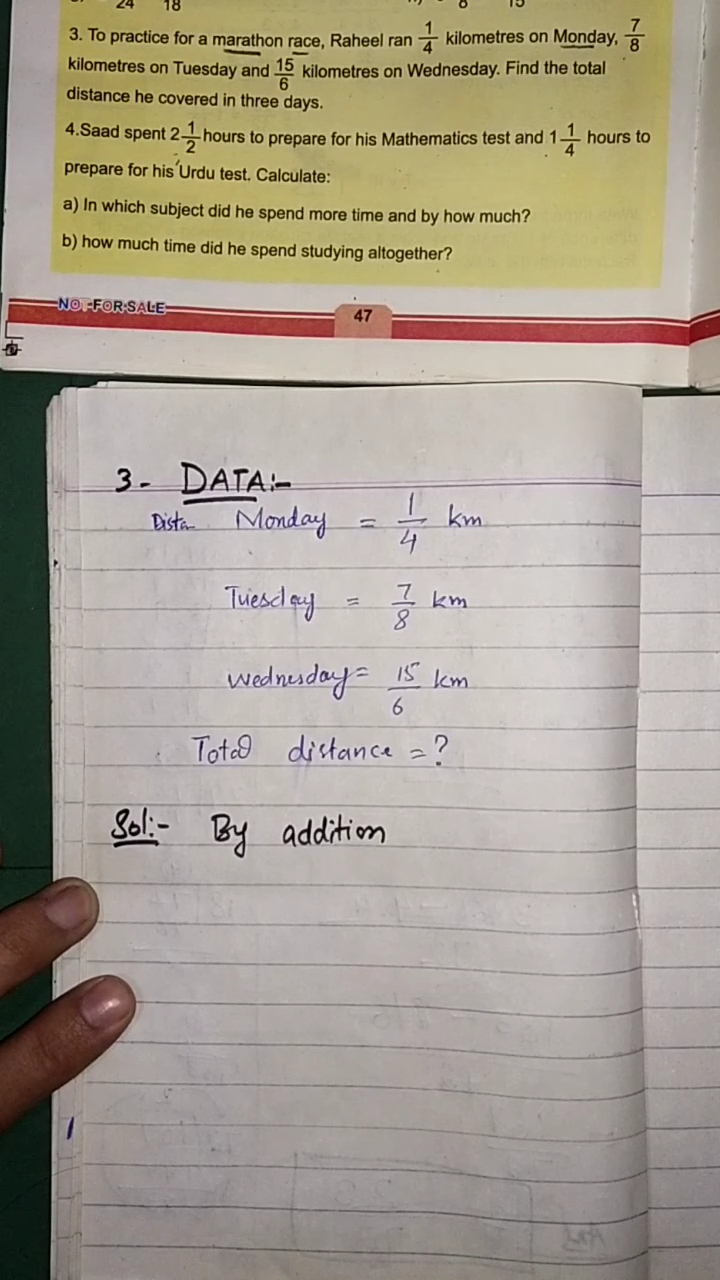 24 18 8 15
3. To practice for a marathon race, Raheel ran 1/4 kilometres on Monday, 7/8
kilometres on Tuesday and 15/6 kilometres on Wednesday. Find the total
distance he covered in three days.
4.Saad spent 2 1/2 hours to prepare for his Mathematics test and 1 1/4 hours to
prepare for his Urdu test. Calculate:
a) In which subject did he spend more time and by how much?
b) how much time did he spend studying altogether?
NOT FOR SALE
47
3- DATA:-
Dista Monday = 1/4 km
Tuesday = 7/8 km
Wednesday = 15/6 km
Total distance = ?
Sol:- By addition